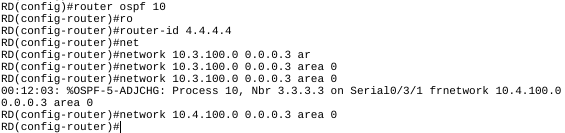 RD(config)#router ospf 10
RD(config-router)#ro
RD(config-router)#router-id 4.4.4.4
RD(config-router)#net
RD(config-router)#network 10.3.100.0 0.0.0.3 ar
RD(config-router)#network 10.3.100.0 0.0.0.3 area 0
RD(config-router)#network 10.3.100.0 0.0.0.3 area 0
00:12:03: %OSPF-5-ADJCHG: Process 10, Nbr 3.3.3.3 on Serial0/3/1 frnetwork 10.4.100.0
0.0.0.3 area 0
RD(config-router)#network 10.4.100.0 0.0.0.3 area 0
RD(config-router)#